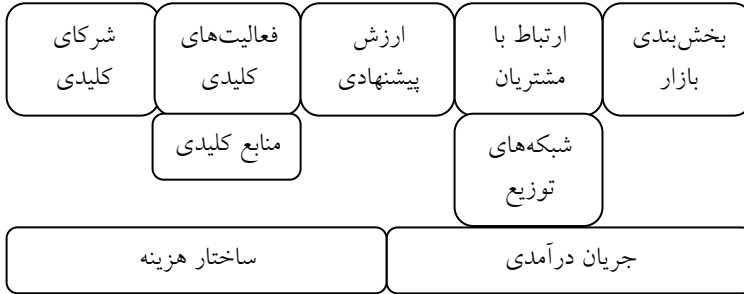 بخش‌بندی
بازار
ارتباط با
مشتریان
ارزش
پیشنهادی
فعالیت‌های
کلیدی
شرکای
کلیدی
شبکه‌های
توزیع
منابع کلیدی
جریان درآمدی
ساختار هزینه